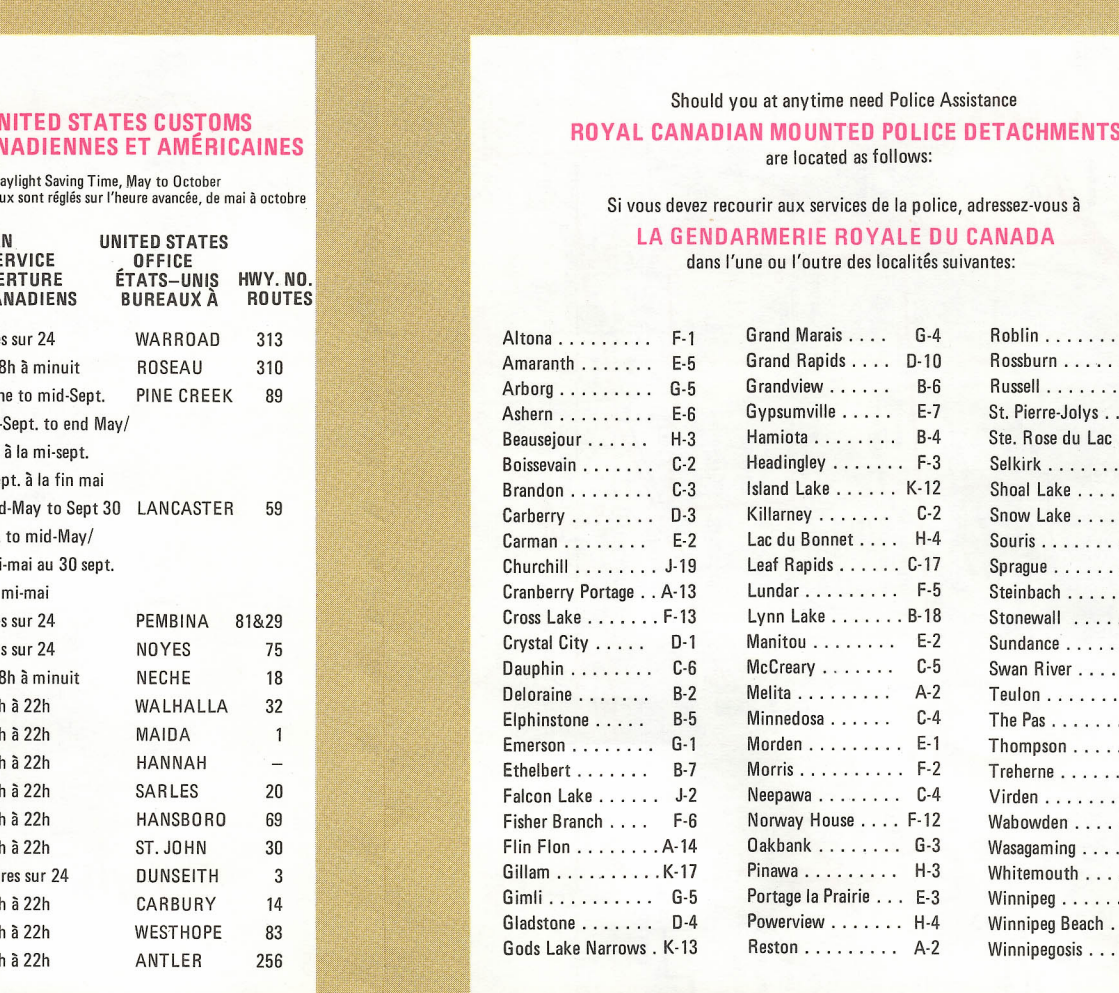 NITED STATES CUSTOMS
NADIENNES ET AMÉRICAINES
aylight Saving Time, May to October
ux sont réglés sur l'heure avancée, de mai à octobre
N
ERVICE
ERTURE
ANADIENS
UNITED STATES
OFFICE
ÉTATS–UNIS
BUREAUX À
HWY. NO.
ROUTES
s sur 24 WARROAD 313
8h à minuit ROSEAU 310
ne to mid-Sept. PINE CREEK 89
-Sept. to end May/
à la mi-sept.
pt. à la fin mai
d-May to Sept 30 LANCASTER 59
to mid-May/
i-mai au 30 sept.
mi-mai
s sur 24 PEMBINA 81&29
s sur 24 NOYES 75
8h à minuit NECHE 18
h à 22h WALHALLA 32
h à 22h MAIDA 1
h à 22h HANNAH –
h à 22h SARLES 20
h à 22h HANSBORO 69
h à 22h ST. JOHN 30
res sur 24 DUNSEITH 3
h à 22h CARBURY 14
h à 22h WESTHOPE 83
h à 22h ANTLER 256
Should you at anytime need Police Assistance
ROYAL CANADIAN MOUNTED POLICE DETACHMENTS
are located as follows:
Si vous devez recourir aux services de la police, adressez-vous à
LA GENDARMERIE ROYALE DU CANADA
dans l'une ou l'outre des localités suivantes:
Altona . . . . . . . . . F-1
Amaranth . . . . . . . E-5
Arborg . . . . . . . . . G-5
Ashern . . . . . . . . . E-6
Beausejour . . . . . . H-3
Boissevain . . . . . . . C-2
Brandon . . . . . . . . C-3
Carberry . . . . . . . . D-3
Carman . . . . . . . . E-2
Churchill . . . . . . . . J-19
Cranberry Portage . . A-13
Cross Lake . . . . . . . F-13
Crystal City . . . . . D-1
Dauphin . . . . . . . . C-6
Deloraine . . . . . . . B-2
Elphinstone . . . . . B-5
Emerson . . . . . . . . G-1
Ethelbert . . . . . . . B-7
Falcon Lake . . . . . . J-2
Fisher Branch . . . . F-6
Flin Flon . . . . . . . . A-14
Gillam . . . . . . . . . . K-17
Gimli . . . . . . . . . . G-5
Gladstone . . . . . . . D-4
Gods Lake Narrows . K-13
Grand Marais . . . . G-4
Grand Rapids . . . . D-10
Grandview . . . . . . B-6
Gypsumville . . . . . E-7
Hamiota . . . . . . . . B-4
Headingley . . . . . . . F-3
Island Lake . . . . . . K-12
Killarney . . . . . . . C-2
Lac du Bonnet . . . . H-4
Leaf Rapids . . . . . . C-17
Lundar . . . . . . . . . F-5
Lynn Lake . . . . . . . B-18
Manitou . . . . . . . . E-2
McCreary . . . . . . . C-5
Melita . . . . . . . . . A-2
Minnedosa . . . . . . C-4
Morden . . . . . . . . . E-1
Morris . . . . . . . . . . F-2
Neepawa . . . . . . . . C-4
Norway House . . . . F-12
Oakbank . . . . . . . . G-3
Pinawa . . . . . . . . . H-3
Portage la Prairie . . . E-3
Powerview . . . . . . . H-4
Reston . . . . . . . . . A-2
Roblin . . . . . . .
Rossburn . . . . .
Russell . . . . . . .
St. Pierre-Jolys . .
Ste. Rose du Lac
Selkirk . . . . . . .
Shoal Lake . . . .
Snow Lake . . . .
Souris . . . . . . .
Sprague . . . . . .
Steinbach . . . . .
Stonewall . . . .
Sundance . . . . .
Swan River . . . .
Teulon . . . . . . .
The Pas . . . . . .
Thompson . . . . .
Treherne . . . . . .
Virden . . . . . . .
Wabowden . . . .
Wasagaming . . . .
Whitemouth . . .
Winnipeg . . . . . .
Winnipeg Beach .
Winnipegosis . . .